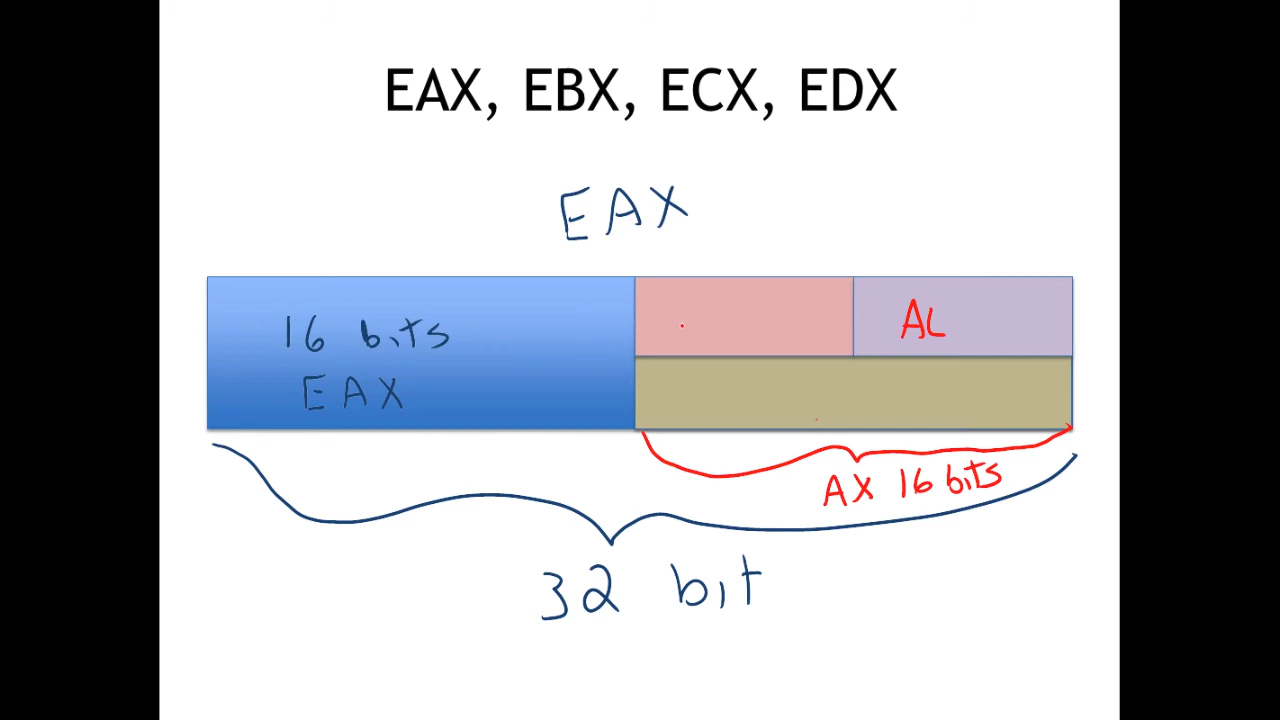 EAX, EBX, ECX, EDX
EAX
16 bits
EAX
AL
AX 16 bits
32 bit